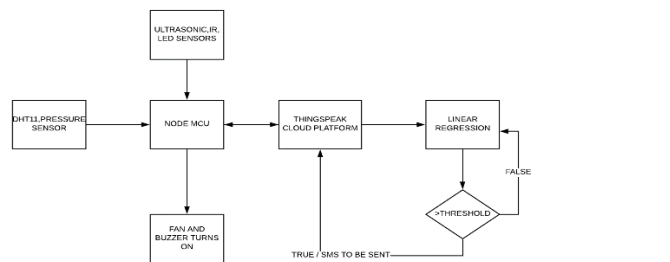 ULTRASONIC,IR,
LED SENSORS
DHT11,PRESSURE
SENSOR
NODE MCU
THINGSPEAK
CLOUD PLATFORM
LINEAR
REGRESSION
FALSE
>THRESHOLD
FAN AND
BUZZER TURNS
ON
TRUE / SMS TO BE SENT